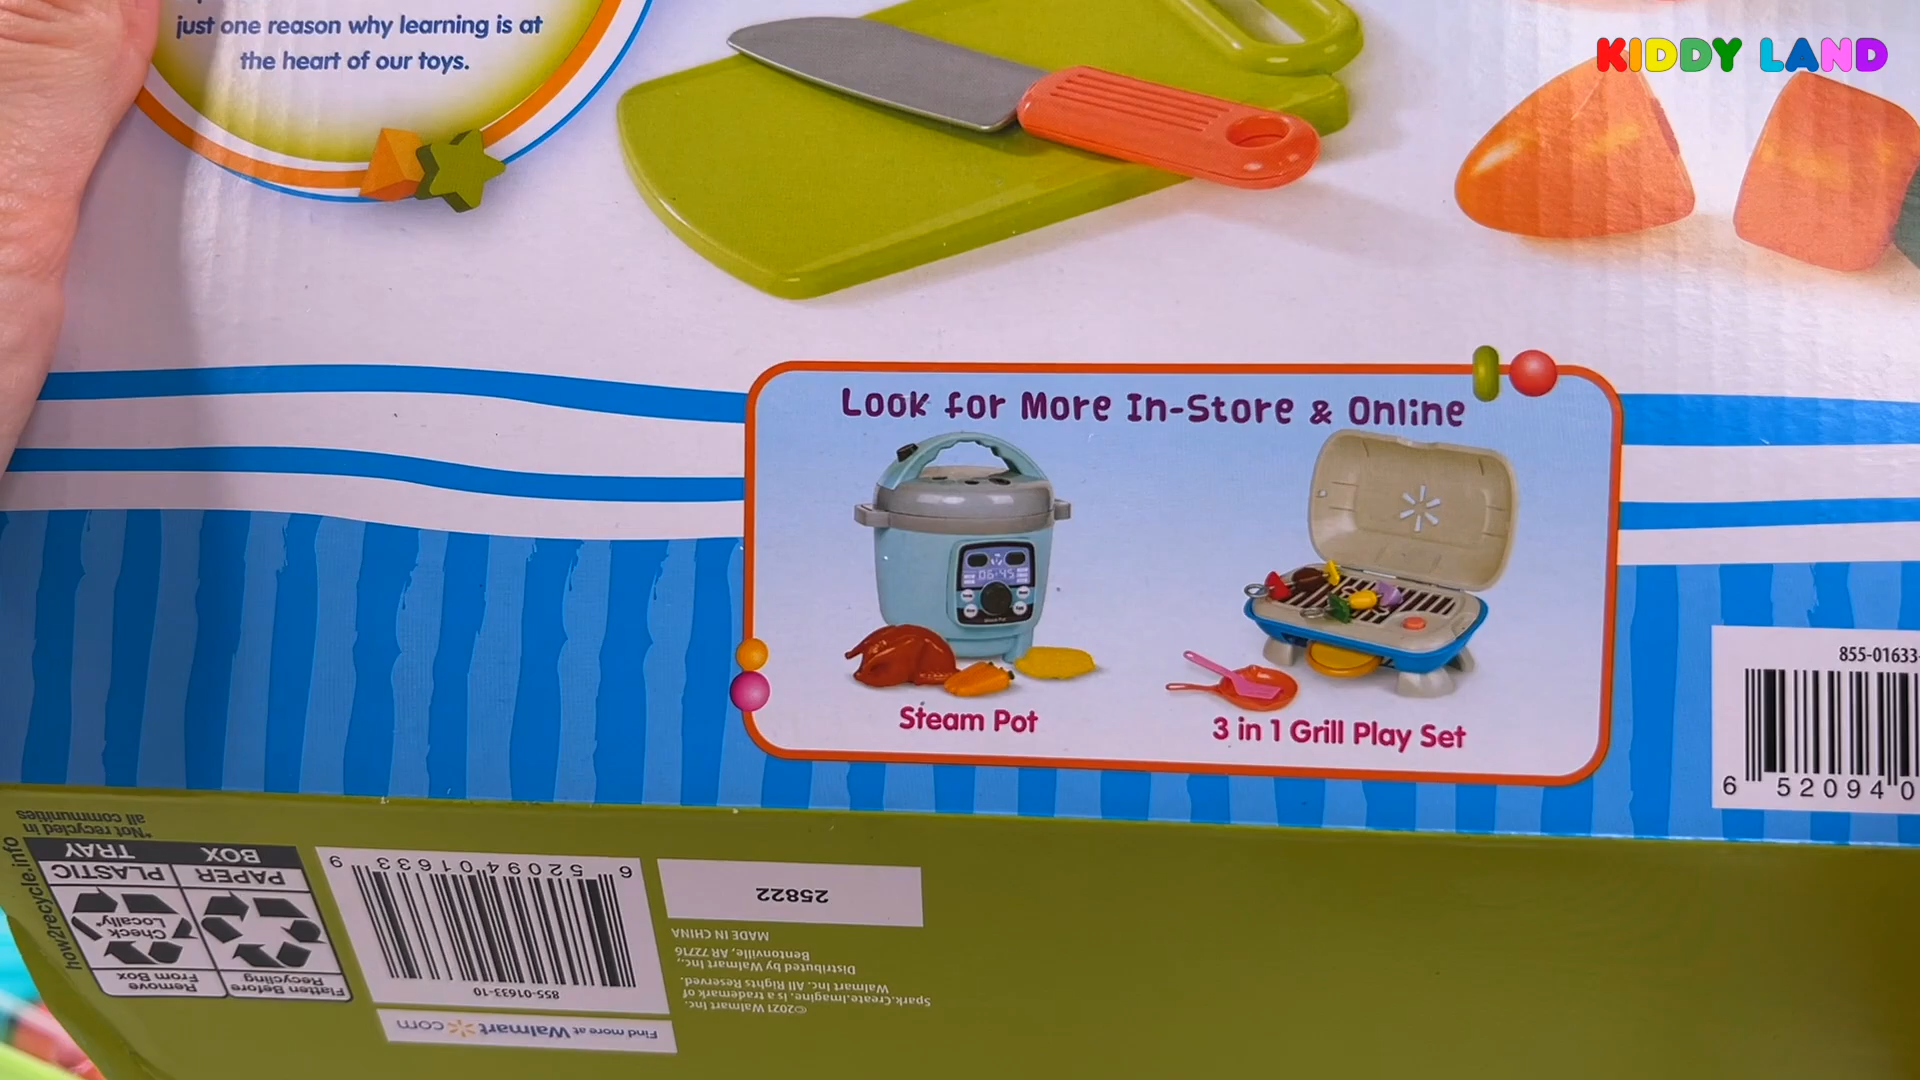 just one reason why learning is at
the heart of our toys.
KIDDY LAND
Look for More In-Store & Online
06:45
Steam Pot
3 in 1 Grill Play Set
855-01633-
6 52094 0
*Not recycled in
all communities
how2recycle.info
PAPER
BOX
PLASTIC
TRAY
Check
Locally*
Flatten Before
Recycling
Remove
From Box
6 52094 01633 9
855-01633-10
Find more at Walmart.com
25822
©2021 Walmart Inc.
Spark.Create.Imagine. is a trademark of
Walmart Inc. All Rights Reserved.
Distributed by Walmart Inc.,
Bentonville, AR 72716
MADE IN CHINA